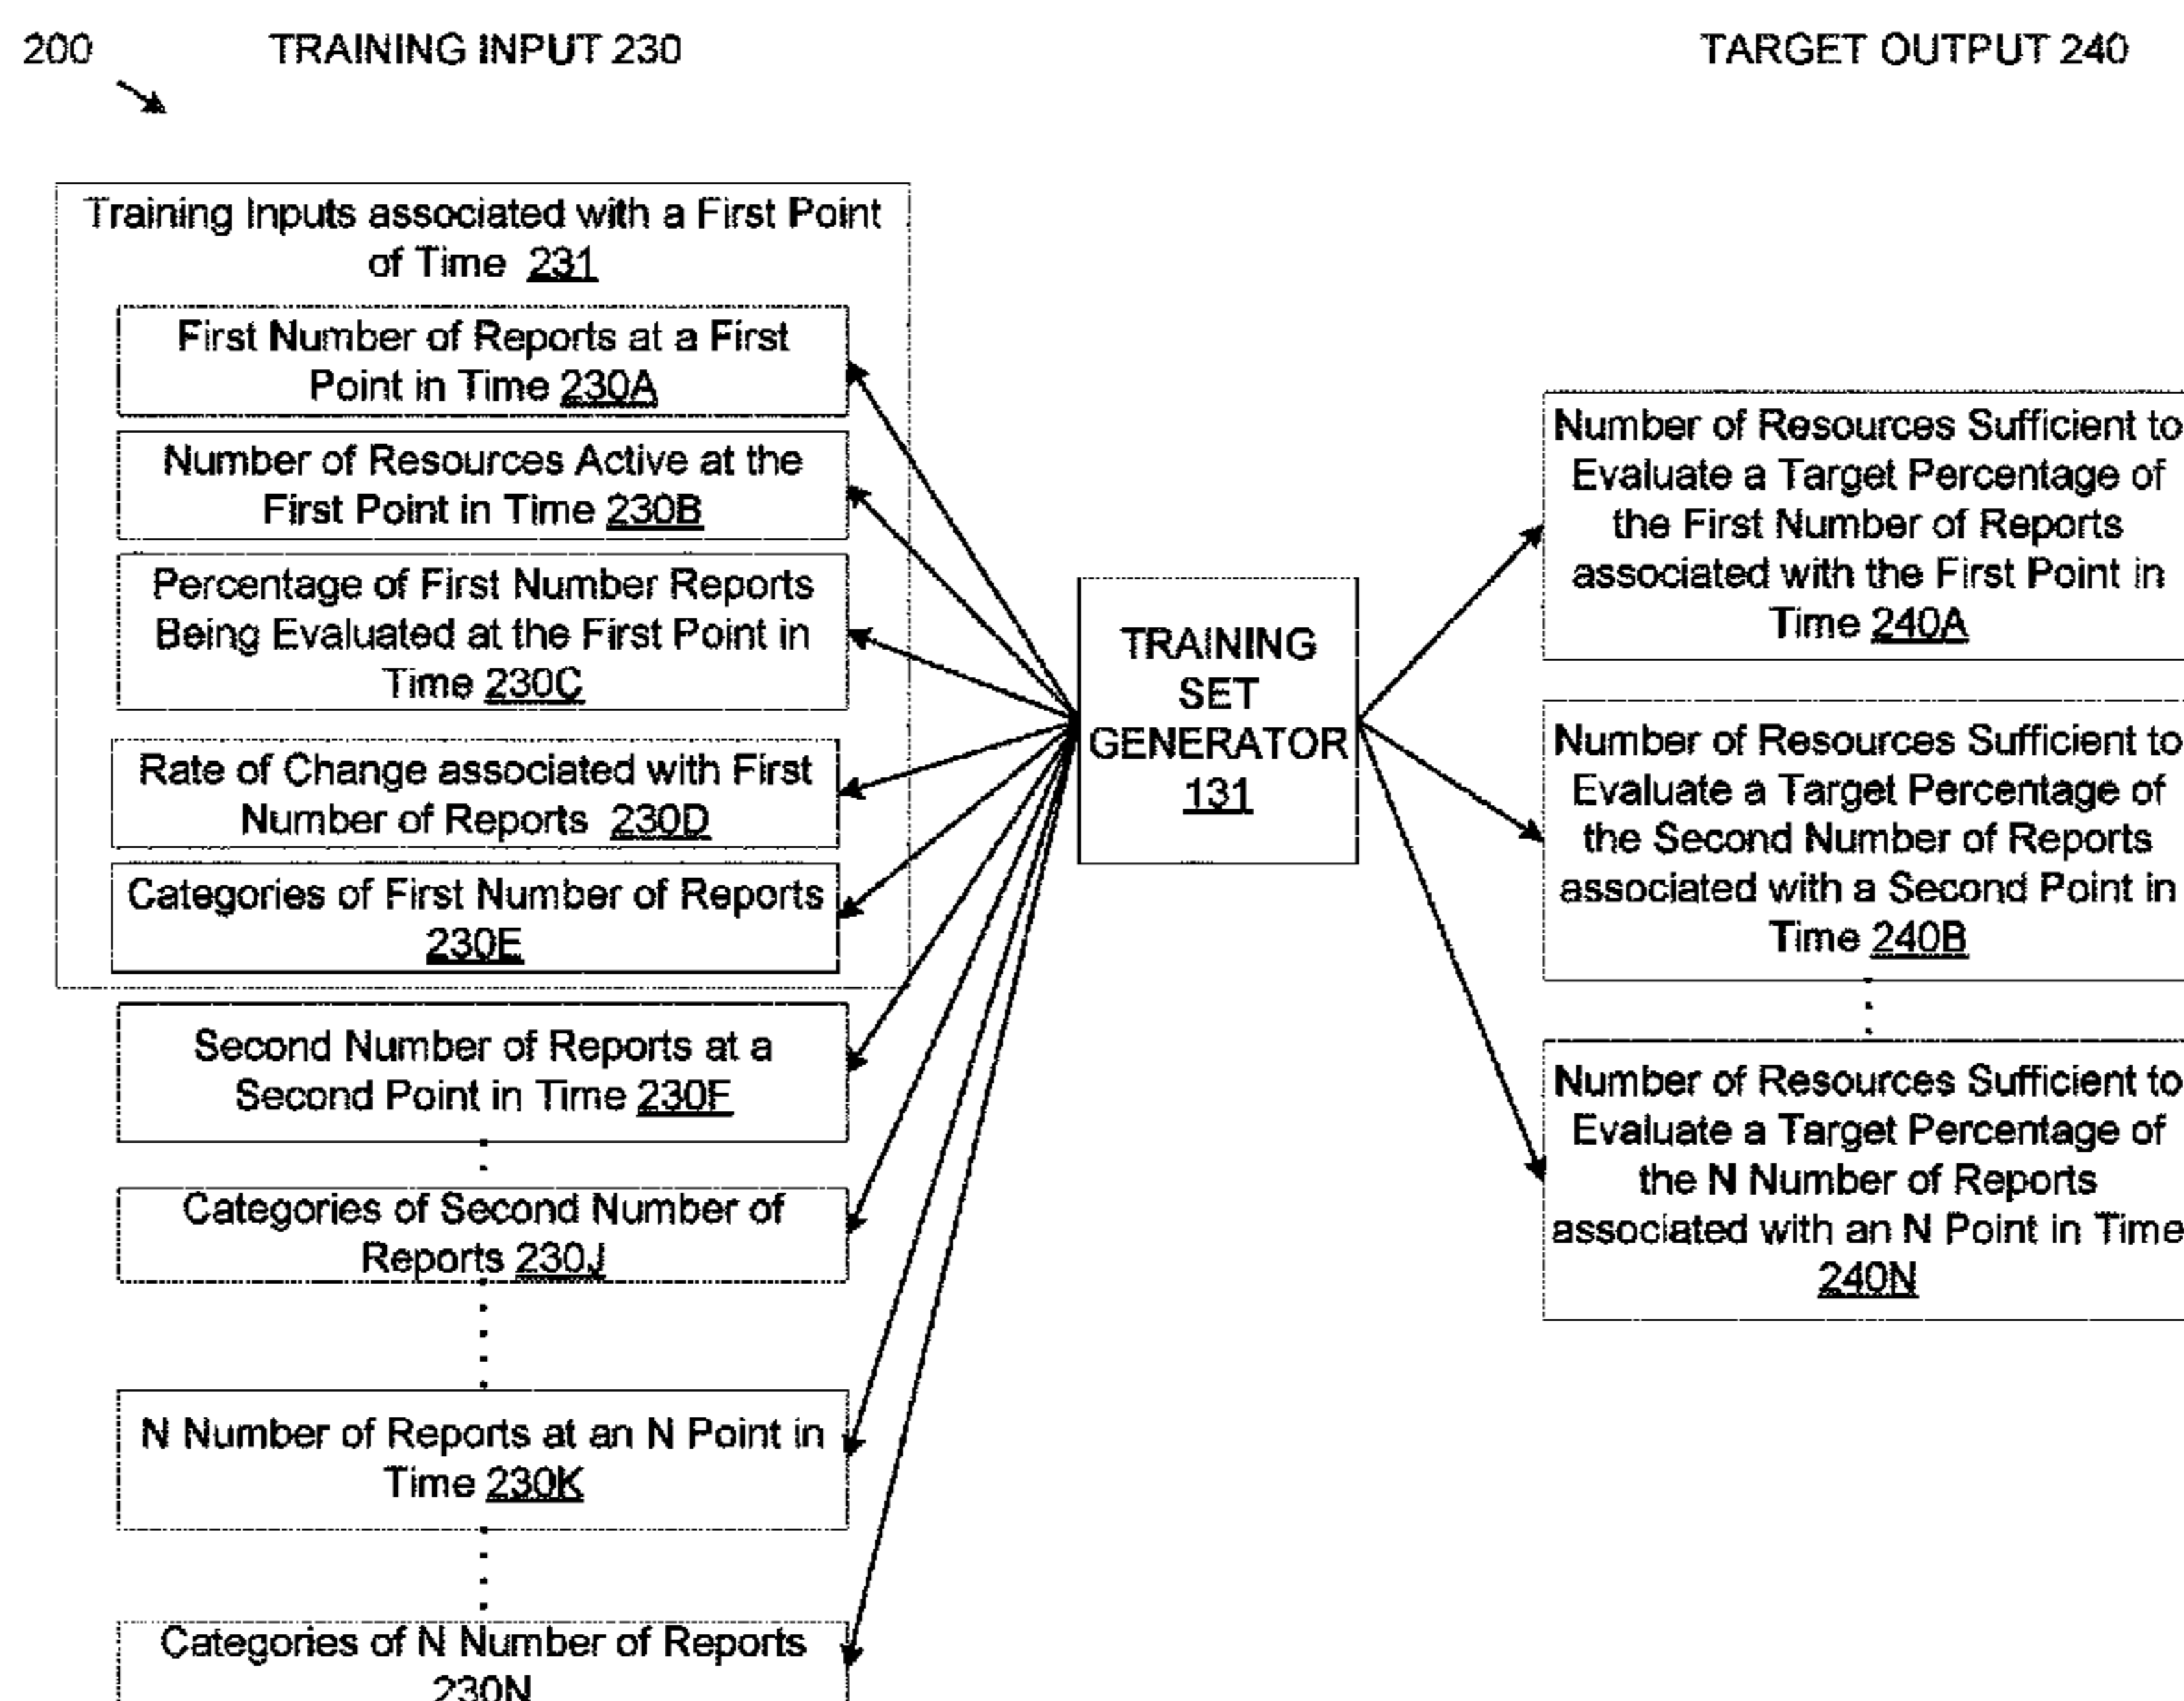 200
TRAINING INPUT 230
TARGET OUTPUT 240
Training Inputs associated with a First Point
of Time 231
First Number of Reports at a First
Point in Time 230A
Number of Resources Active at the
First Point in Time 230B
Percentage of First Number Reports
Being Evaluated at the First Point in
Time 230C
Rate of Change associated with First
Number of Reports 230D
Categories of First Number of Reports
230E
Second Number of Reports at a
Second Point in Time 230F
Categories of Second Number of
Reports 230J
N Number of Reports at an N Point in
Time 230K
Categories of N Number of Reports
230N
TRAINING
SET
GENERATOR
131
Number of Resources Sufficient to
Evaluate a Target Percentage of
the First Number of Reports
associated with the First Point in
Time 240A
Number of Resources Sufficient to
Evaluate a Target Percentage of
the Second Number of Reports
associated with a Second Point in
Time 240B
Number of Resources Sufficient to
Evaluate a Target Percentage of
the N Number of Reports
associated with an N Point in Time
240N